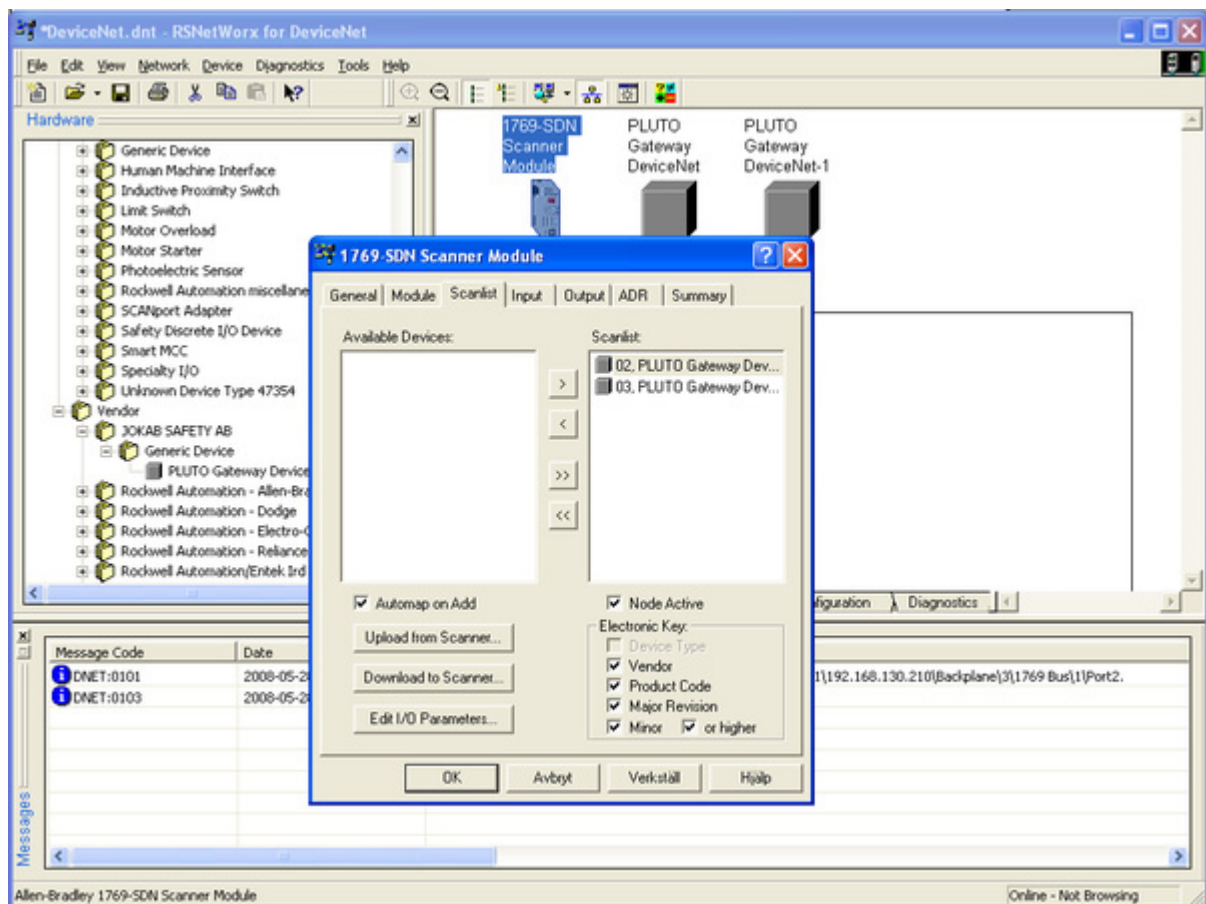 *DeviceNet.dnt - RSNetWorx for DeviceNet
File Edit View Network Device Diagnostics Tools Help
Hardware
Generic Device
Human Machine Interface
Inductive Proximity Switch
Limit Switch
Motor Overload
Motor Starter
Photoelectric Sensor
Rockwell Automation miscellane
SCANport Adapter
Safety Discrete I/O Device
Smart MCC
Specialty I/O
Unknown Device Type 47354
Vendor
JOKAB SAFETY AB
Generic Device
PLUTO Gateway Device
Rockwell Automation - Allen-Bra
Rockwell Automation - Dodge
Rockwell Automation - Electro-C
Rockwell Automation - Reliance
Rockwell Automation/Entek Ird
1769-SDN
Scanner
Module
PLUTO
Gateway
DeviceNet
PLUTO
Gateway
DeviceNet-1
1769-SDN Scanner Module
General Module Scanlist Input Output ADR Summary
Available Devices:
Scanlist:
02, PLUTO Gateway Dev...
03, PLUTO Gateway Dev...
>
<
>>
<<
Automap on Add
Upload from Scanner...
Download to Scanner...
Edit I/O Parameters...
Node Active
Electronic Key:
Device Type
Vendor
Product Code
Major Revision
Minor or higher
OK Avbryt Verkställ Hjälp
figuration Diagnostics
Messages
Message Code Date
DNET:0101 2008-05-28 1\192.168.130.210\Backplane\3\1769 Bus\1\Port2.
DNET:0103 2008-05-28
Allen-Bradley 1769-SDN Scanner Module Online - Not Browsing